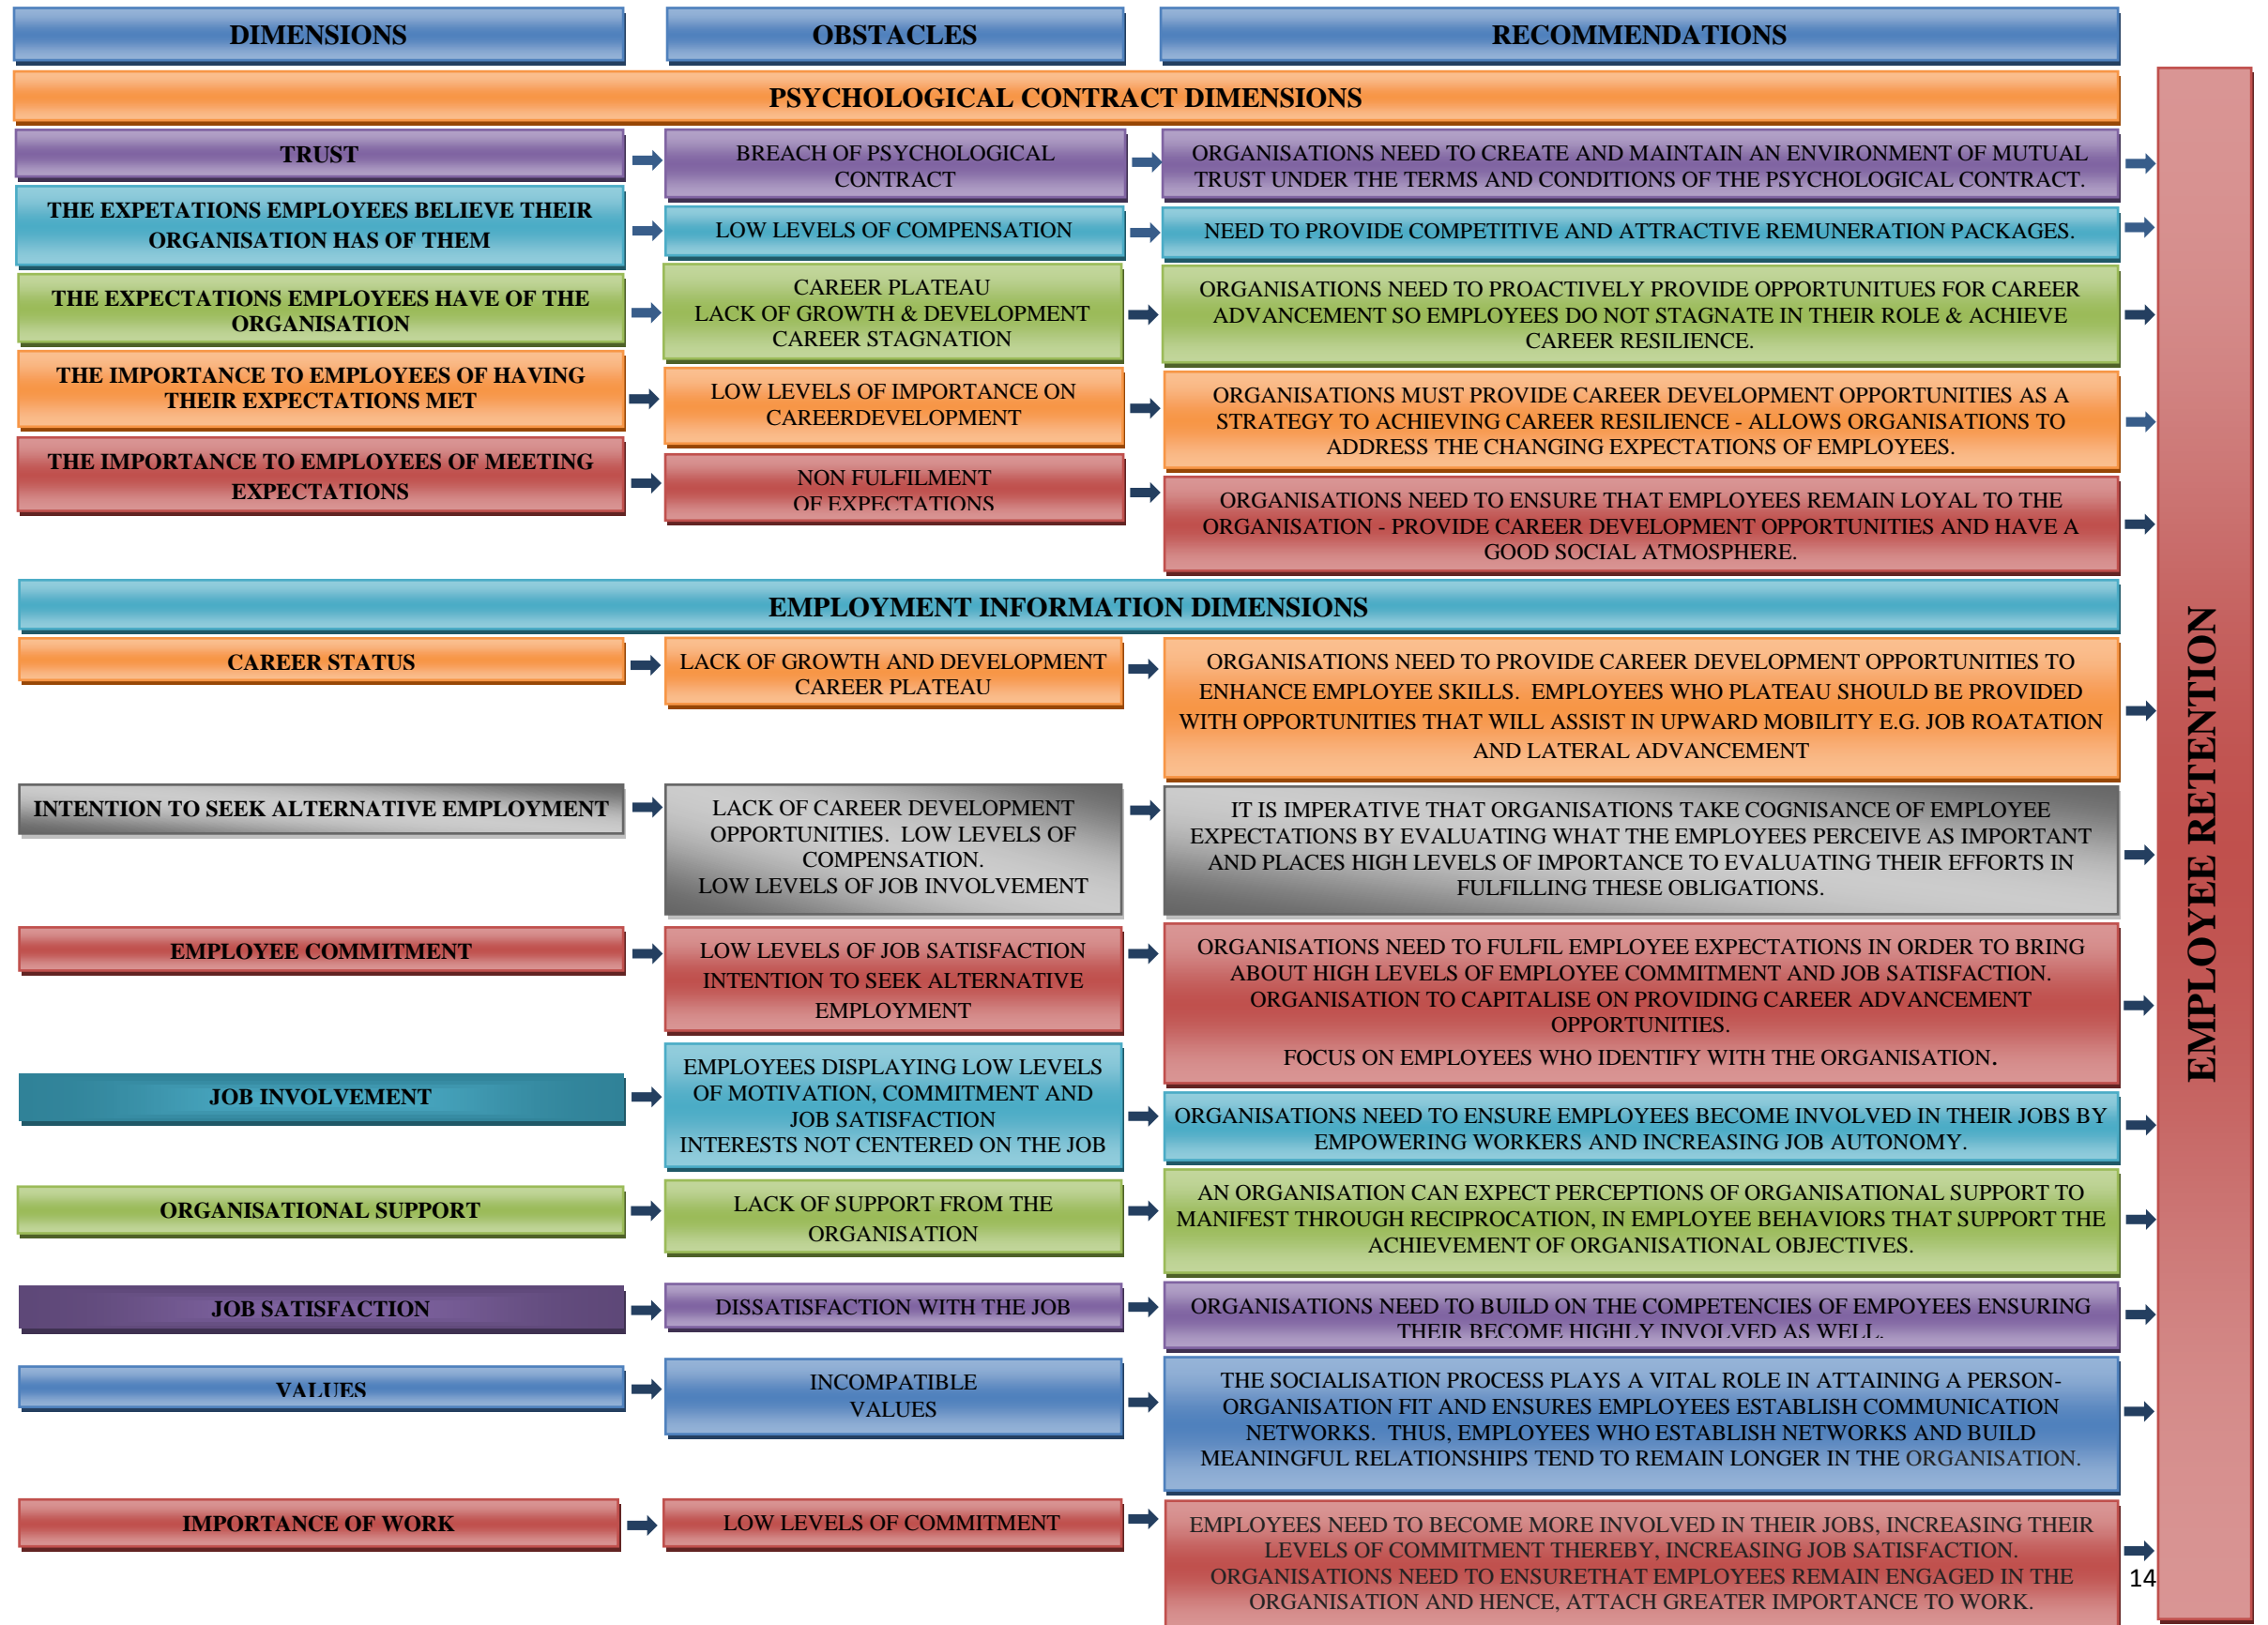 DIMENSIONS
OBSTACLES
RECOMMENDATIONS
PSYCHOLOGICAL CONTRACT DIMENSIONS
TRUST
BREACH OF PSYCHOLOGICAL
CONTRACT
ORGANISATIONS NEED TO CREATE AND MAINTAIN AN ENVIRONMENT OF MUTUAL
TRUST UNDER THE TERMS AND CONDITIONS OF THE PSYCHOLOGICAL CONTRACT.
THE EXPETATIONS EMPLOYEES BELIEVE THEIR
ORGANISATION HAS OF THEM
LOW LEVELS OF COMPENSATION
NEED TO PROVIDE COMPETITIVE AND ATTRACTIVE REMUNERATION PACKAGES.
THE EXPECTATIONS EMPLOYEES HAVE OF THE
ORGANISATION
CAREER PLATEAU
LACK OF GROWTH & DEVELOPMENT
CAREER STAGNATION
ORGANISATIONS NEED TO PROACTIVELY PROVIDE OPPORTUNITUES FOR CAREER
ADVANCEMENT SO EMPLOYEES DO NOT STAGNATE IN THEIR ROLE & ACHIEVE
CAREER RESILIENCE.
THE IMPORTANCE TO EMPLOYEES OF HAVING
THEIR EXPECTATIONS MET
LOW LEVELS OF IMPORTANCE ON
CAREERDEVELOPMENT
ORGANISATIONS MUST PROVIDE CAREER DEVELOPMENT OPPORTUNITIES AS A
STRATEGY TO ACHIEVING CAREER RESILIENCE - ALLOWS ORGANISATIONS TO
ADDRESS THE CHANGING EXPECTATIONS OF EMPLOYEES.
THE IMPORTANCE TO EMPLOYEES OF MEETING
EXPECTATIONS
NON FULFILMENT
OF EXPECTATIONS
ORGANISATIONS NEED TO ENSURE THAT EMPLOYEES REMAIN LOYAL TO THE
ORGANISATION - PROVIDE CAREER DEVELOPMENT OPPORTUNITIES AND HAVE A
GOOD SOCIAL ATMOSPHERE.
EMPLOYMENT INFORMATION DIMENSIONS
CAREER STATUS
LACK OF GROWTH AND DEVELOPMENT
CAREER PLATEAU
ORGANISATIONS NEED TO PROVIDE CAREER DEVELOPMENT OPPORTUNITIES TO
ENHANCE EMPLOYEE SKILLS. EMPLOYEES WHO PLATEAU SHOULD BE PROVIDED
WITH OPPORTUNITIES THAT WILL ASSIST IN UPWARD MOBILITY E.G. JOB ROATATION
AND LATERAL ADVANCEMENT
INTENTION TO SEEK ALTERNATIVE EMPLOYMENT
LACK OF CAREER DEVELOPMENT
OPPORTUNITIES. LOW LEVELS OF
COMPENSATION.
LOW LEVELS OF JOB INVOLVEMENT
IT IS IMPERATIVE THAT ORGANISATIONS TAKE COGNISANCE OF EMPLOYEE
EXPECTATIONS BY EVALUATING WHAT THE EMPLOYEES PERCEIVE AS IMPORTANT
AND PLACES HIGH LEVELS OF IMPORTANCE TO EVALUATING THEIR EFFORTS IN
FULFILLING THESE OBLIGATIONS.
EMPLOYEE COMMITMENT
LOW LEVELS OF JOB SATISFACTION
INTENTION TO SEEK ALTERNATIVE
EMPLOYMENT
ORGANISATIONS NEED TO FULFIL EMPLOYEE EXPECTATIONS IN ORDER TO BRING
ABOUT HIGH LEVELS OF EMPLOYEE COMMITMENT AND JOB SATISFACTION.
ORGANISATION TO CAPITALISE ON PROVIDING CAREER ADVANCEMENT
OPPORTUNITIES.
FOCUS ON EMPLOYEES WHO IDENTIFY WITH THE ORGANISATION.
JOB INVOLVEMENT
EMPLOYEES DISPLAYING LOW LEVELS
OF MOTIVATION, COMMITMENT AND
JOB SATISFACTION
INTERESTS NOT CENTERED ON THE JOB
ORGANISATIONS NEED TO ENSURE EMPLOYEES BECOME INVOLVED IN THEIR JOBS BY
EMPOWERING WORKERS AND INCREASING JOB AUTONOMY.
ORGANISATIONAL SUPPORT
LACK OF SUPPORT FROM THE
ORGANISATION
AN ORGANISATION CAN EXPECT PERCEPTIONS OF ORGANISATIONAL SUPPORT TO
MANIFEST THROUGH RECIPROCATION, IN EMPLOYEE BEHAVIORS THAT SUPPORT THE
ACHIEVEMENT OF ORGANISATIONAL OBJECTIVES.
JOB SATISFACTION
DISSATISFACTION WITH THE JOB
ORGANISATIONS NEED TO BUILD ON THE COMPETENCIES OF EMPOYEES ENSURING
THEIR BECOME HIGHLY INVOLVED AS WELL.
VALUES
INCOMPATIBLE
VALUES
THE SOCIALISATION PROCESS PLAYS A VITAL ROLE IN ATTAINING A PERSON-
ORGANISATION FIT AND ENSURES EMPLOYEES ESTABLISH COMMUNICATION
NETWORKS. THUS, EMPLOYEES WHO ESTABLISH NETWORKS AND BUILD
MEANINGFUL RELATIONSHIPS TEND TO REMAIN LONGER IN THE ORGANISATION.
IMPORTANCE OF WORK
LOW LEVELS OF COMMITMENT
EMPLOYEES NEED TO BECOME MORE INVOLVED IN THEIR JOBS, INCREASING THEIR
LEVELS OF COMMITMENT THEREBY, INCREASING JOB SATISFACTION.
ORGANISATIONS NEED TO ENSURETHAT EMPLOYEES REMAIN ENGAGED IN THE
ORGANISATION AND HENCE, ATTACH GREATER IMPORTANCE TO WORK.
EMPLOYEE RETENTION
14